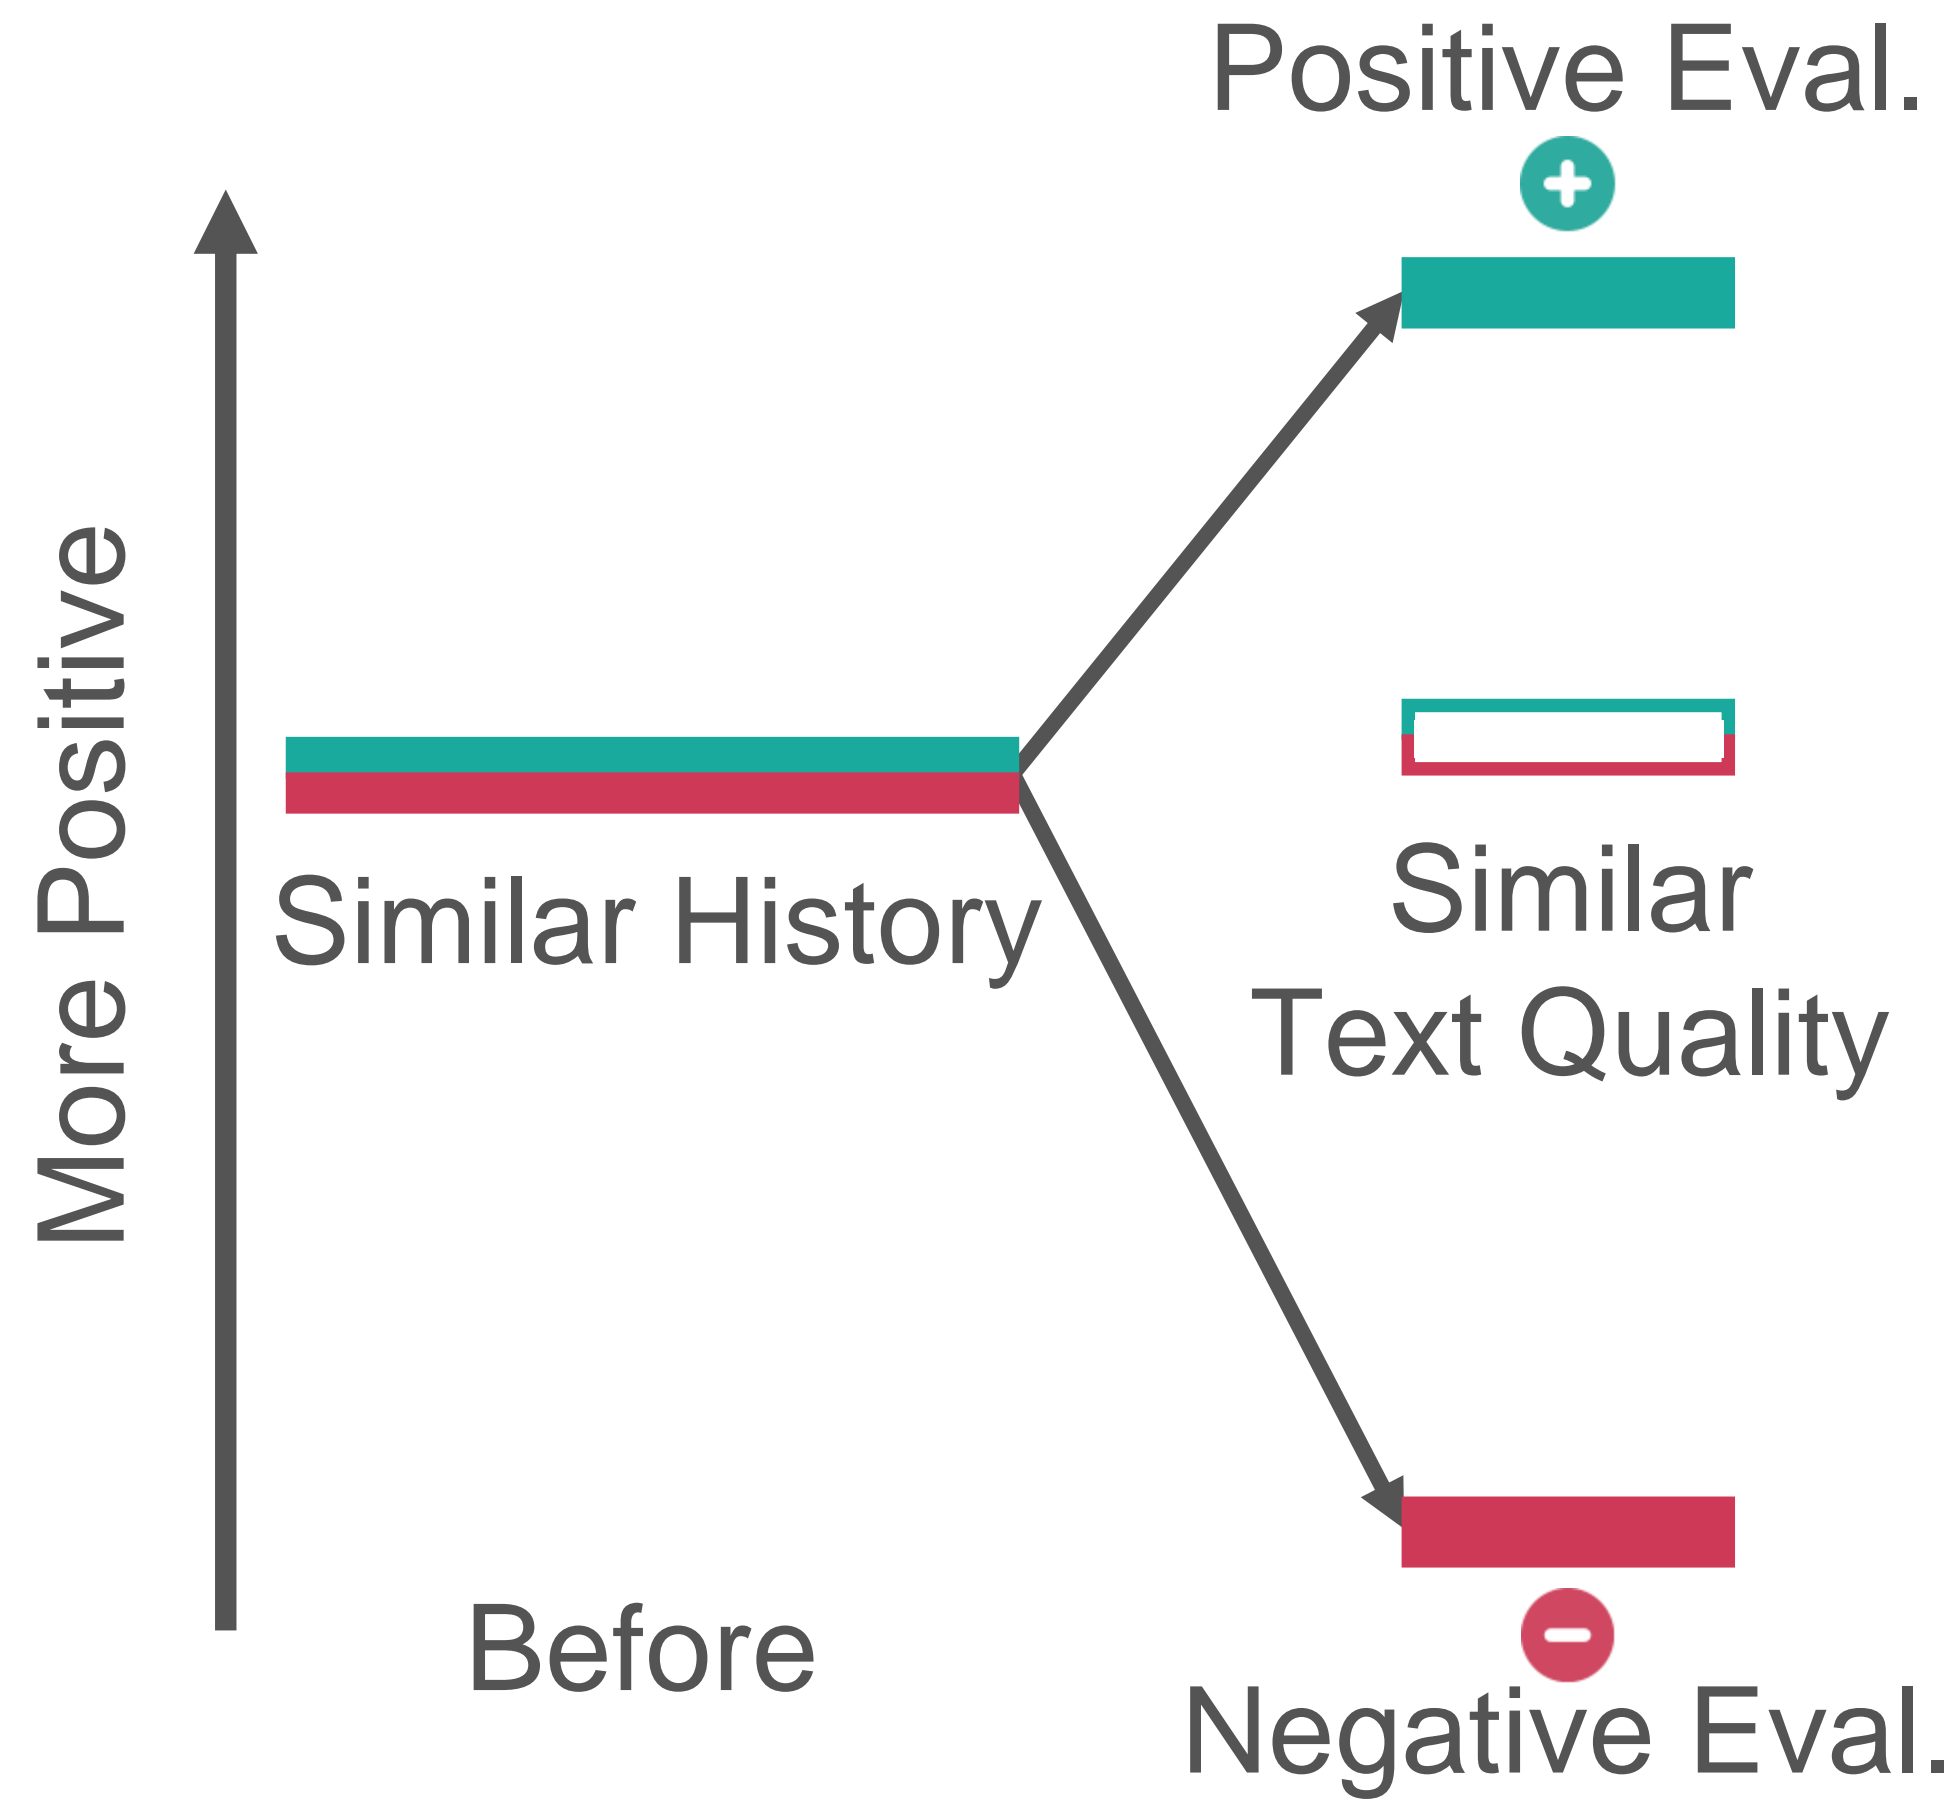 Positive Eval.
More Positive
Similar History
Similar
Text Quality
Before
Negative Eval.